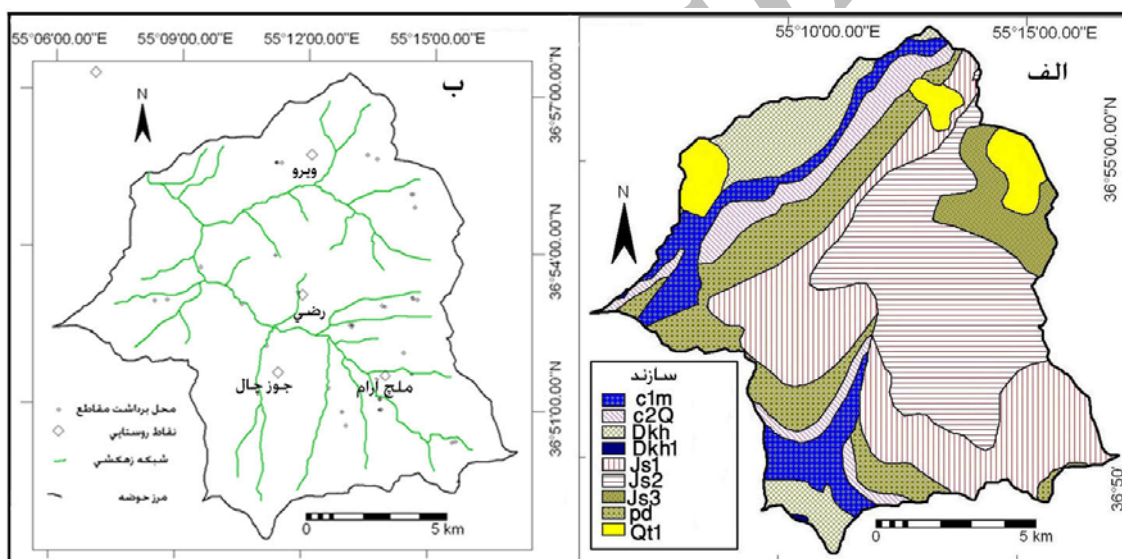 55°06'00.00"E 55°09'00.00"E 55°12'00.00"E 55°15'00.00"E
ب
N
36°57'00.00"N
36°54'00.00"N
36°51'00.00"N
ویرو
رضي
جوز چال
ملج آرام
محل برداشت مقاطع
نقاط روستايي
شبکه زهکشي
مرز حوضه
0 5 km
55°10'00.00"E 55°15'00.00"E
الف
N
36°55'00.00"N
36°50'
سازند
c1m
c2Q
Dkh
Dkh1
Js1
Js2
Js3
pd
Qt1
0 5 km